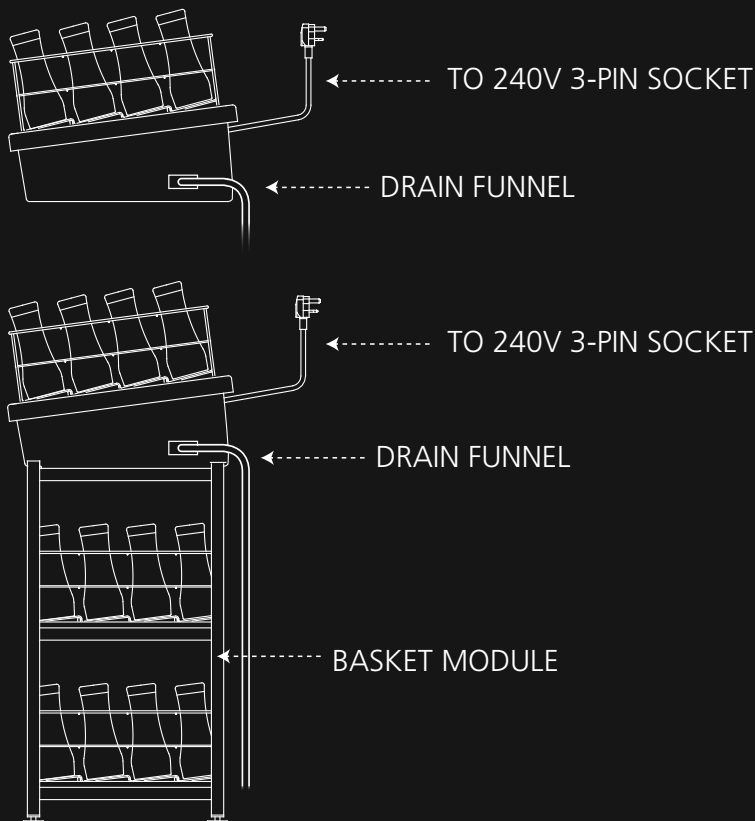 TO 240V 3-PIN SOCKET
DRAIN FUNNEL
TO 240V 3-PIN SOCKET
DRAIN FUNNEL
BASKET MODULE